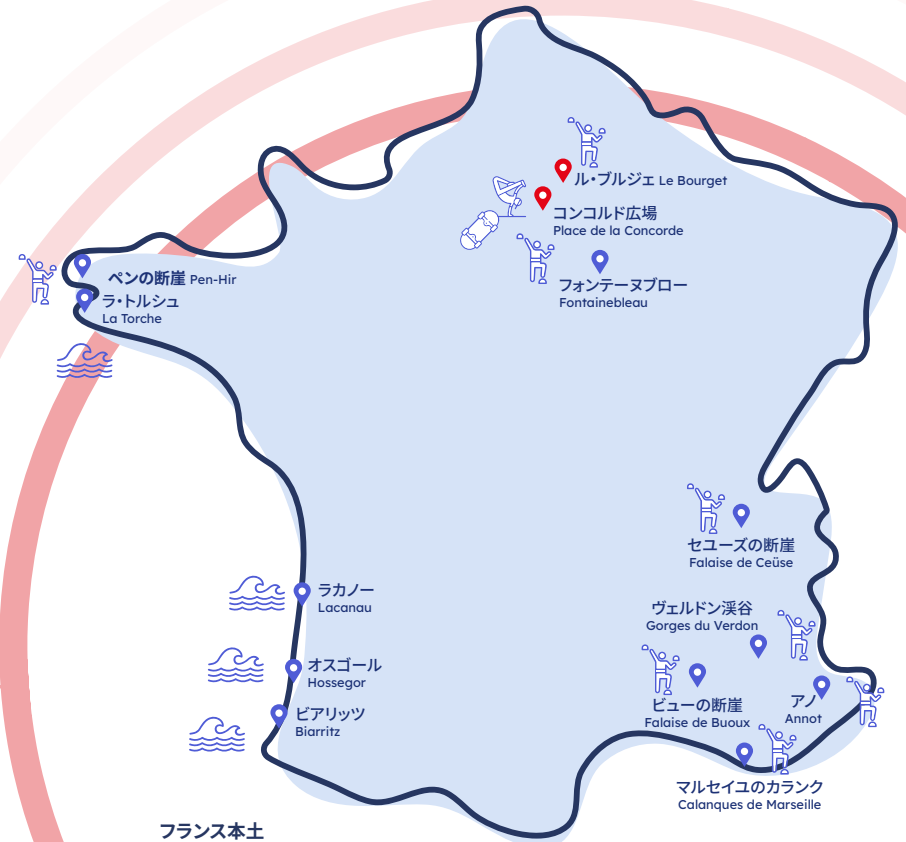 ル・ブルジェ Le Bourget
コンコルド広場
Place de la Concorde
フォンテーヌブロー
Fontainebleau
ペンの断崖 Pen-Hir
ラ・トルシュ
La Torche
セユーズの断崖
Falaise de Ceüse
ラカノー
Lacanau
ヴェルドン渓谷
Gorges du Verdon
オスゴール
Hossegor
ビューの断崖
Falaise de Buoux
アノ
Annot
ビアリッツ
Biarritz
マルセイユのカランク
Calanques de Marseille
フランス本土